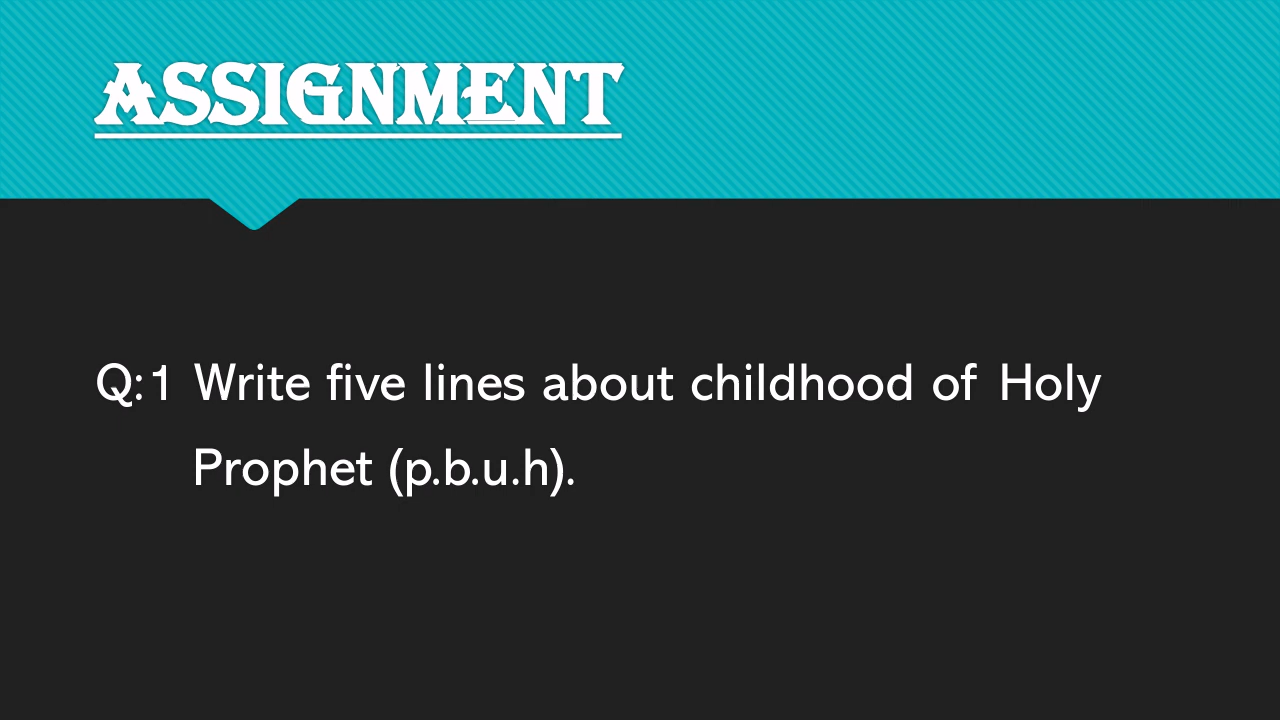 ASSIGNMENT
Q:1 Write five lines about childhood of Holy
Prophet (p.b.u.h).